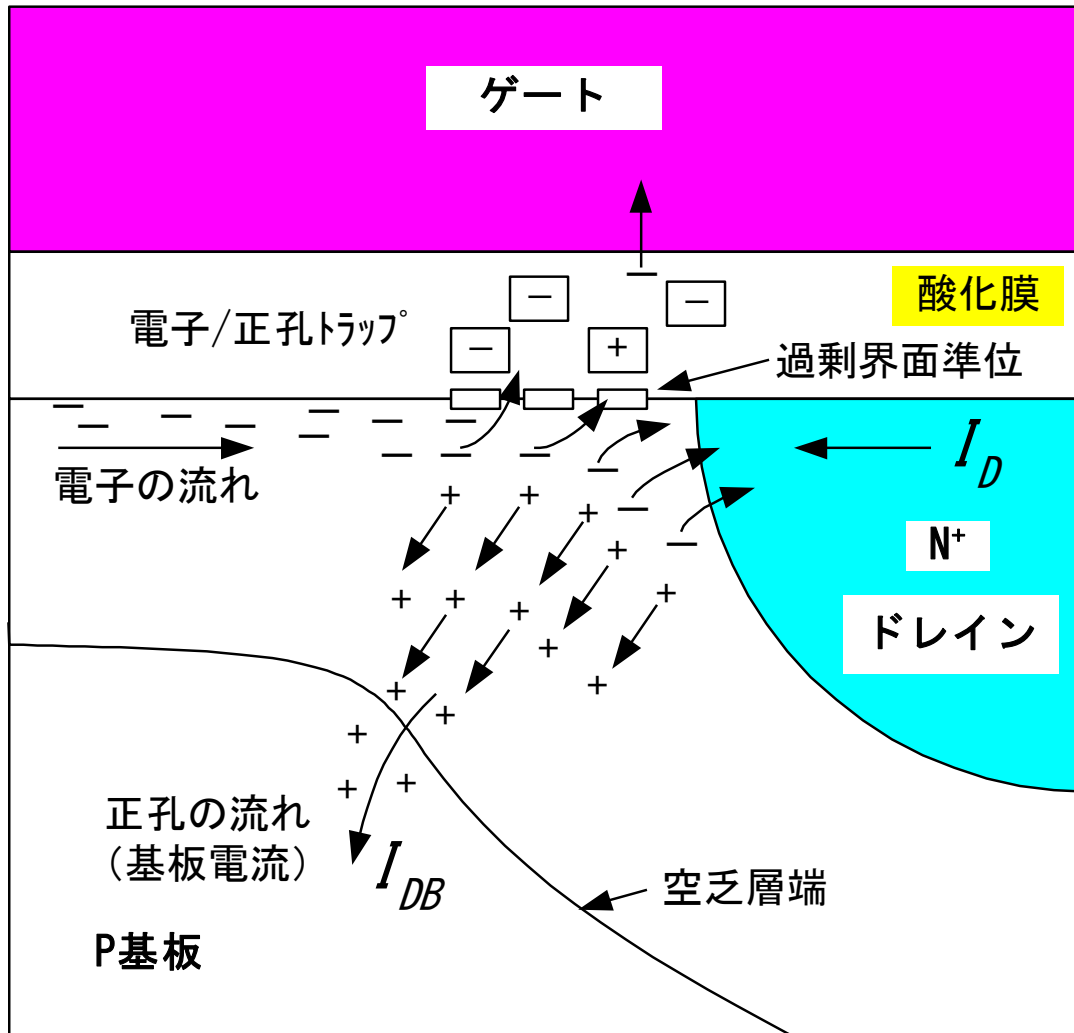 ゲート
酸化膜
電子/正孔ﾄﾗｯﾌﾟ
過剰界面準位
電子の流れ
I_D
N⁺
ドレイン
正孔の流れ
(基板電流)
I_DB
空乏層端
P基板